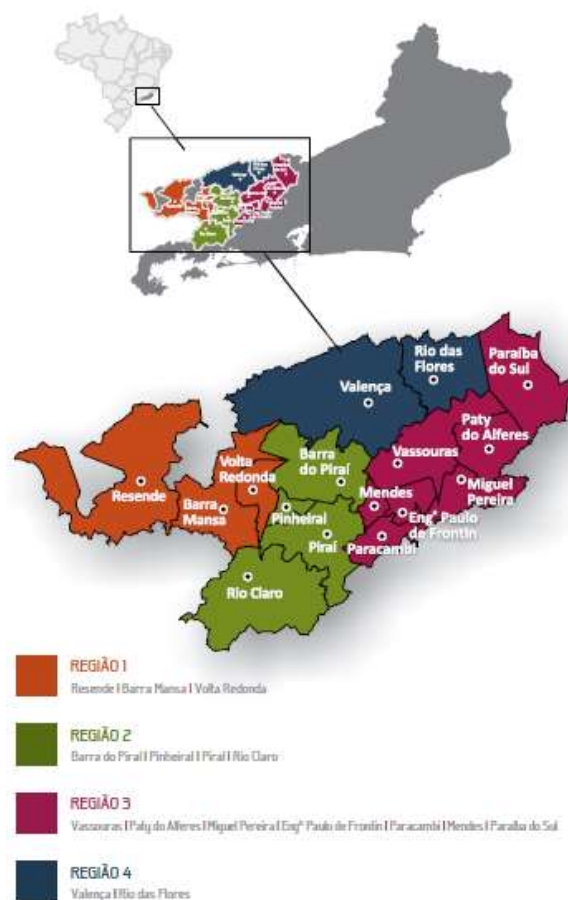 Rio das
Flores
Paraíba
do Sul
Valença
Paty
do Alferes
Vassouras
Volta
Redonda
Barra
do Piraí
Miguel
Pereira
Resende
Mendes
Barra
Mansa
Pinheiral
Engº Paulo
de Frontin
Piraí
Paracambi
Rio Claro
REGIÃO 1
Resende | Barra Mansa | Volta Redonda
REGIÃO 2
Barra do Piraí | Pinheiral | Piraí | Rio Claro
REGIÃO 3
Vassouras | Paty do Alferes | Miguel Pereira | Engº Paulo de Frontin | Paracambi | Mendes | Paraíba do Sul
REGIÃO 4
Valença | Rio das Flores